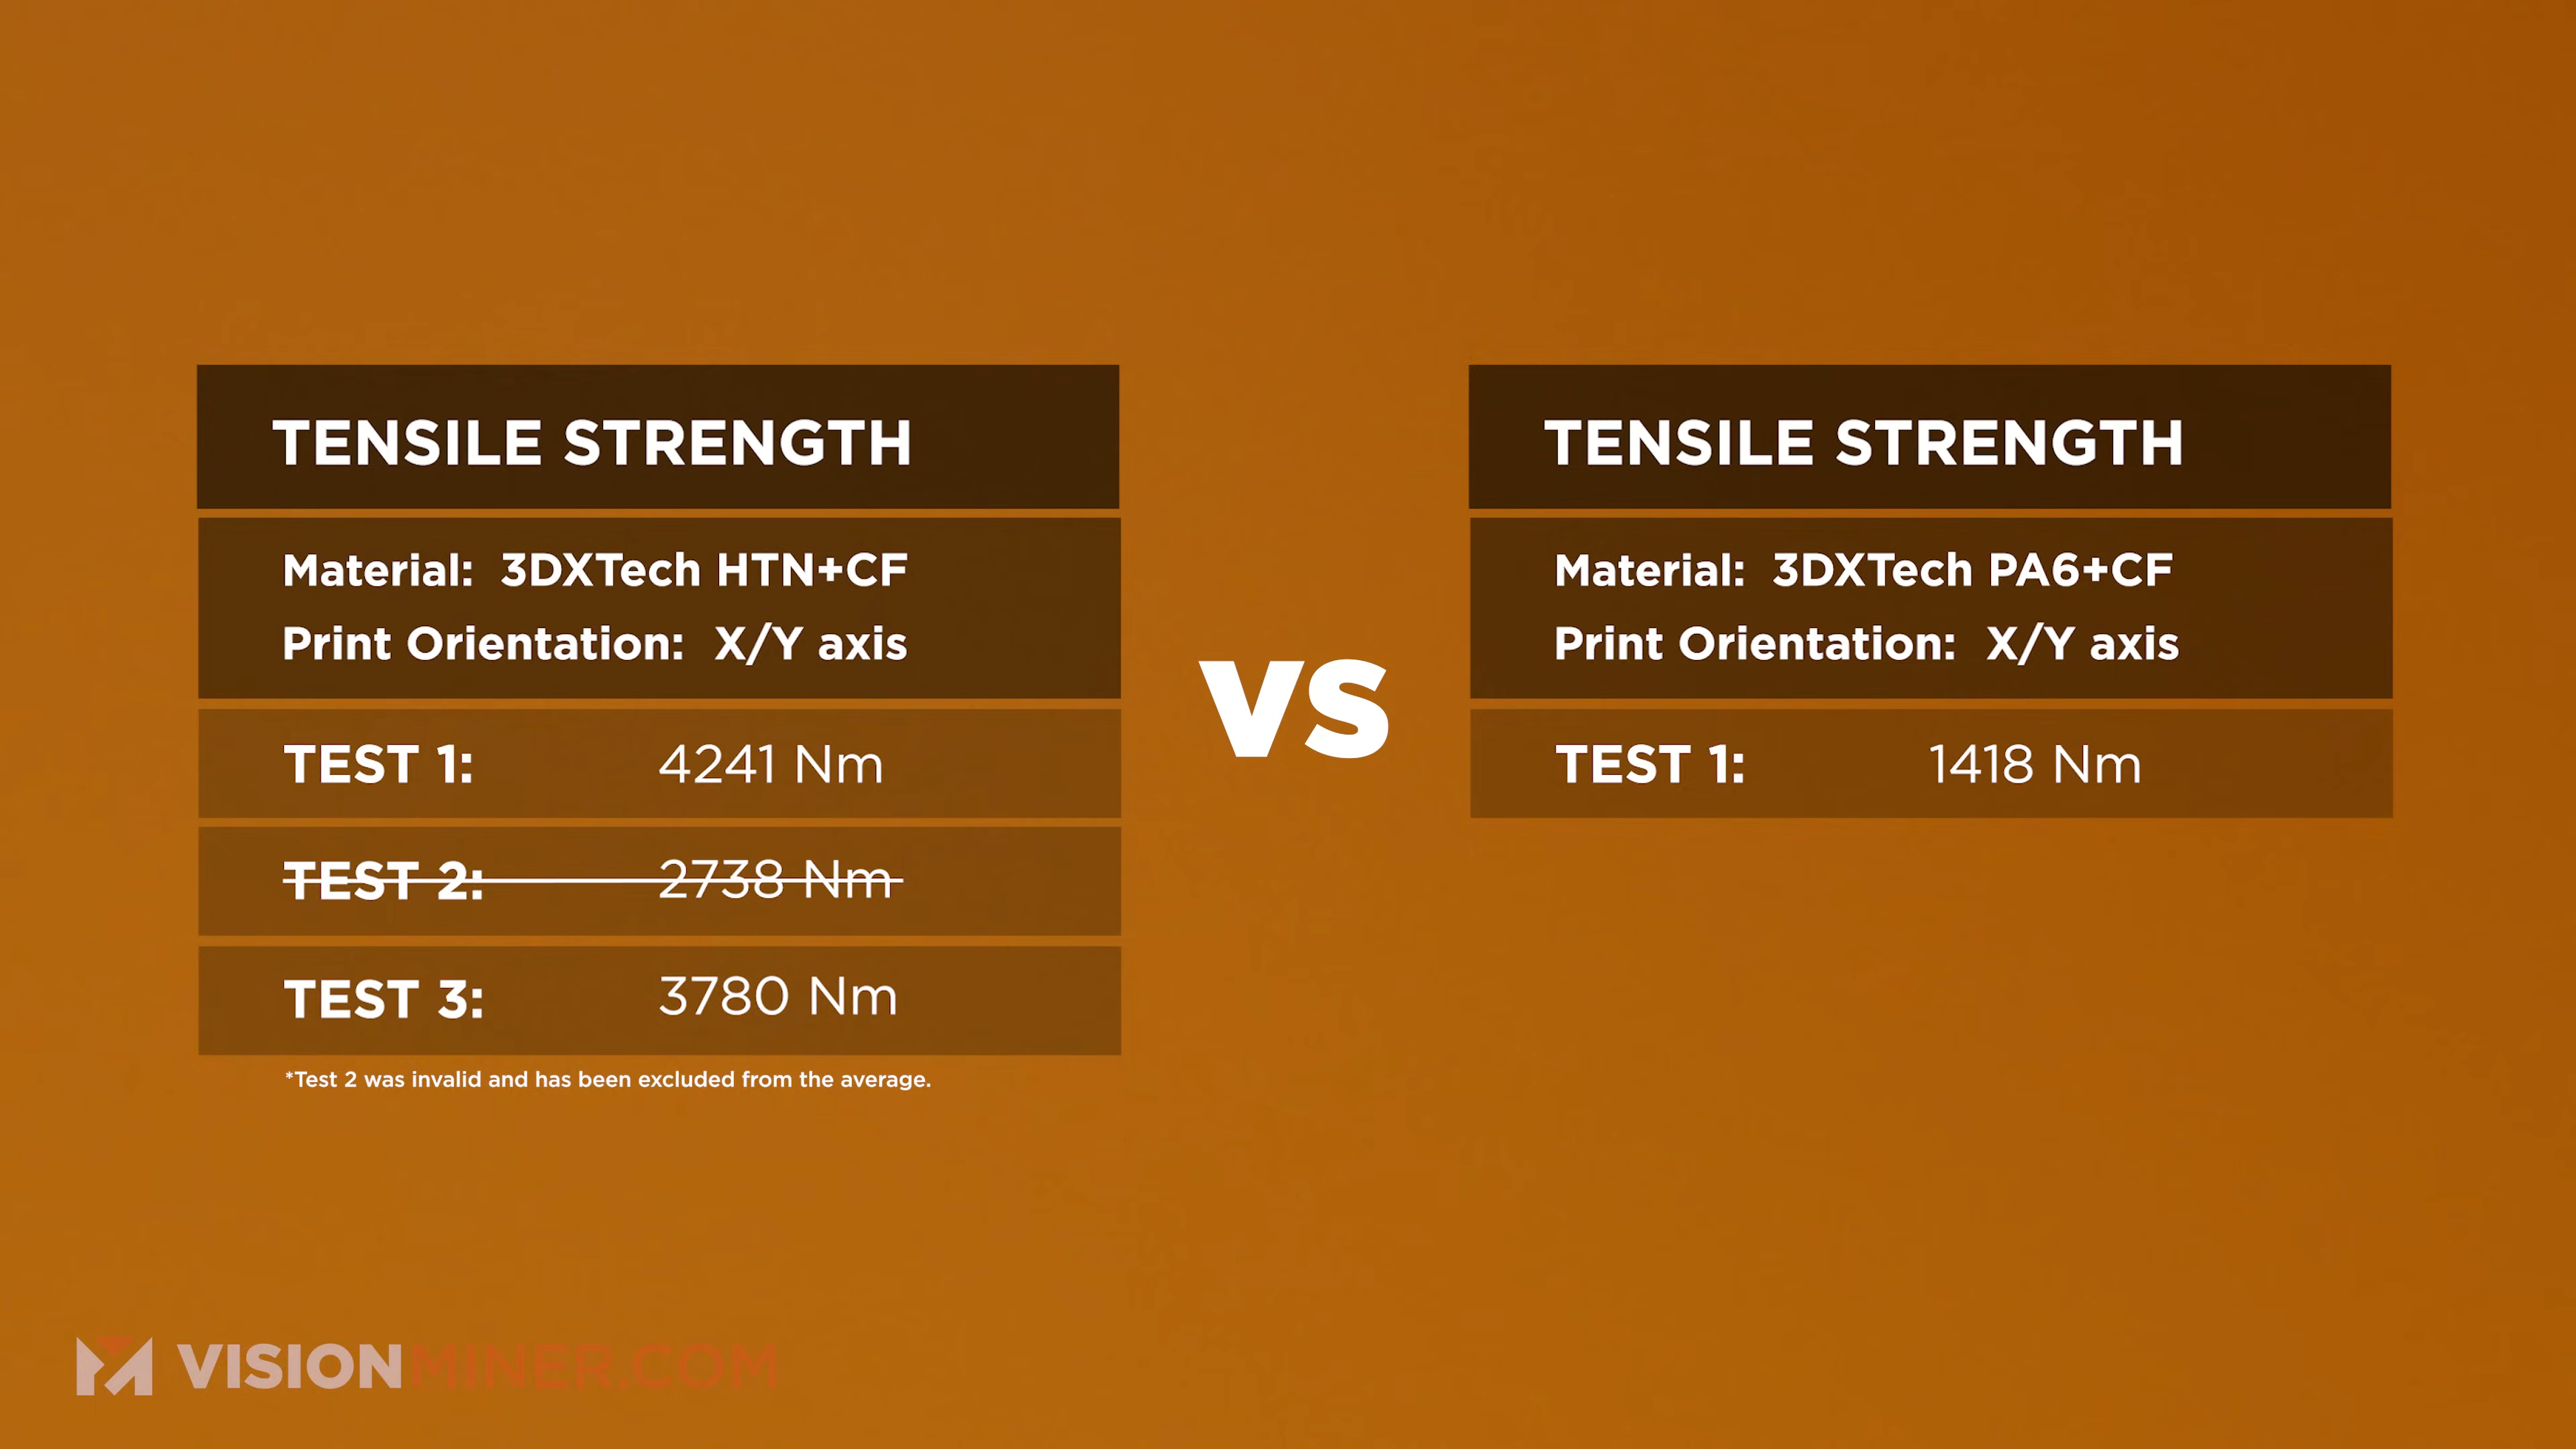 TENSILE STRENGTH
Material: 3DXTech HTN+CF
Print Orientation: X/Y axis
TEST 1: 4241 Nm
TEST 2: 2738 Nm
TEST 3: 3780 Nm
*Test 2 was invalid and has been excluded from the average.
VS
TENSILE STRENGTH
Material: 3DXTech PA6+CF
Print Orientation: X/Y axis
TEST 1: 1418 Nm
VISIONMINER.COM